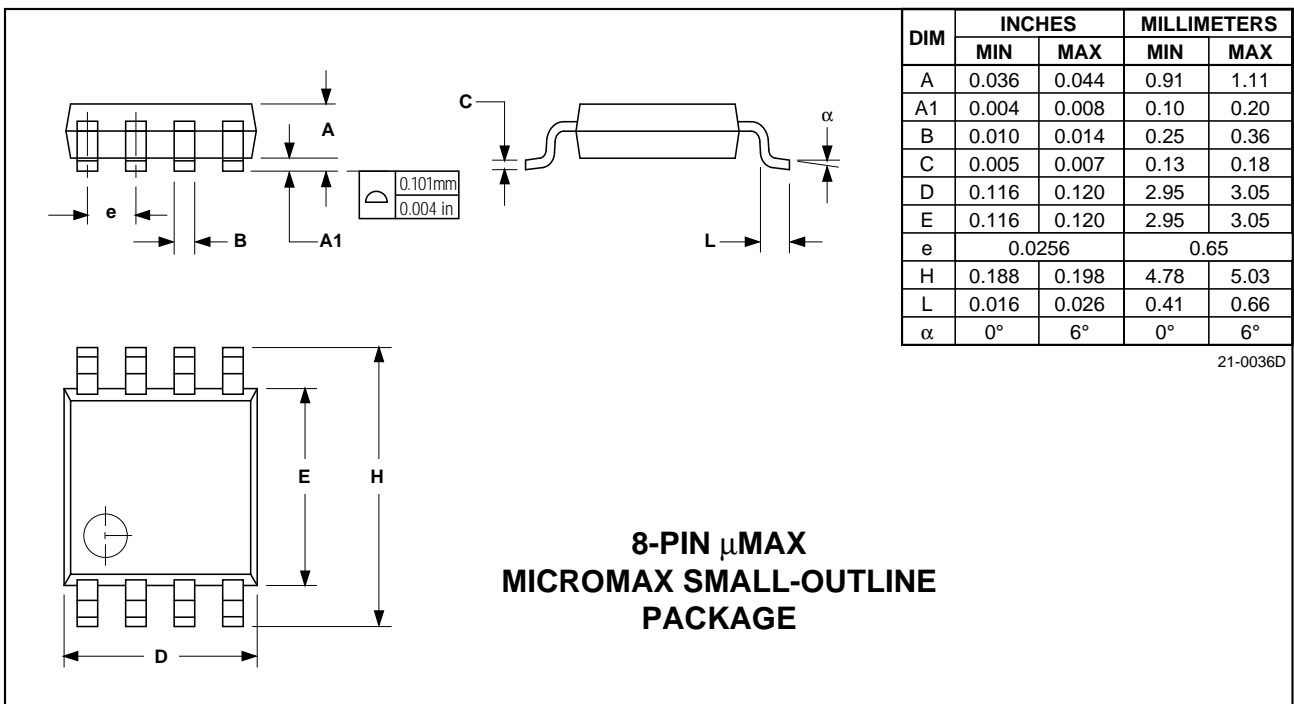 DIM INCHES MILLIMETERS
MIN MAX MIN MAX
A 0.036 0.044 0.91 1.11
A1 0.004 0.008 0.10 0.20
B 0.010 0.014 0.25 0.36
C 0.005 0.007 0.13 0.18
D 0.116 0.120 2.95 3.05
E 0.116 0.120 2.95 3.05
e 0.0256 0.65
H 0.188 0.198 4.78 5.03
L 0.016 0.026 0.41 0.66
α 0° 6° 0° 6°
21-0036D
A
C
α
0.101mm
0.004 in
e
B
A1
L
E
H
D
8-PIN µMAX
MICROMAX SMALL-OUTLINE
PACKAGE